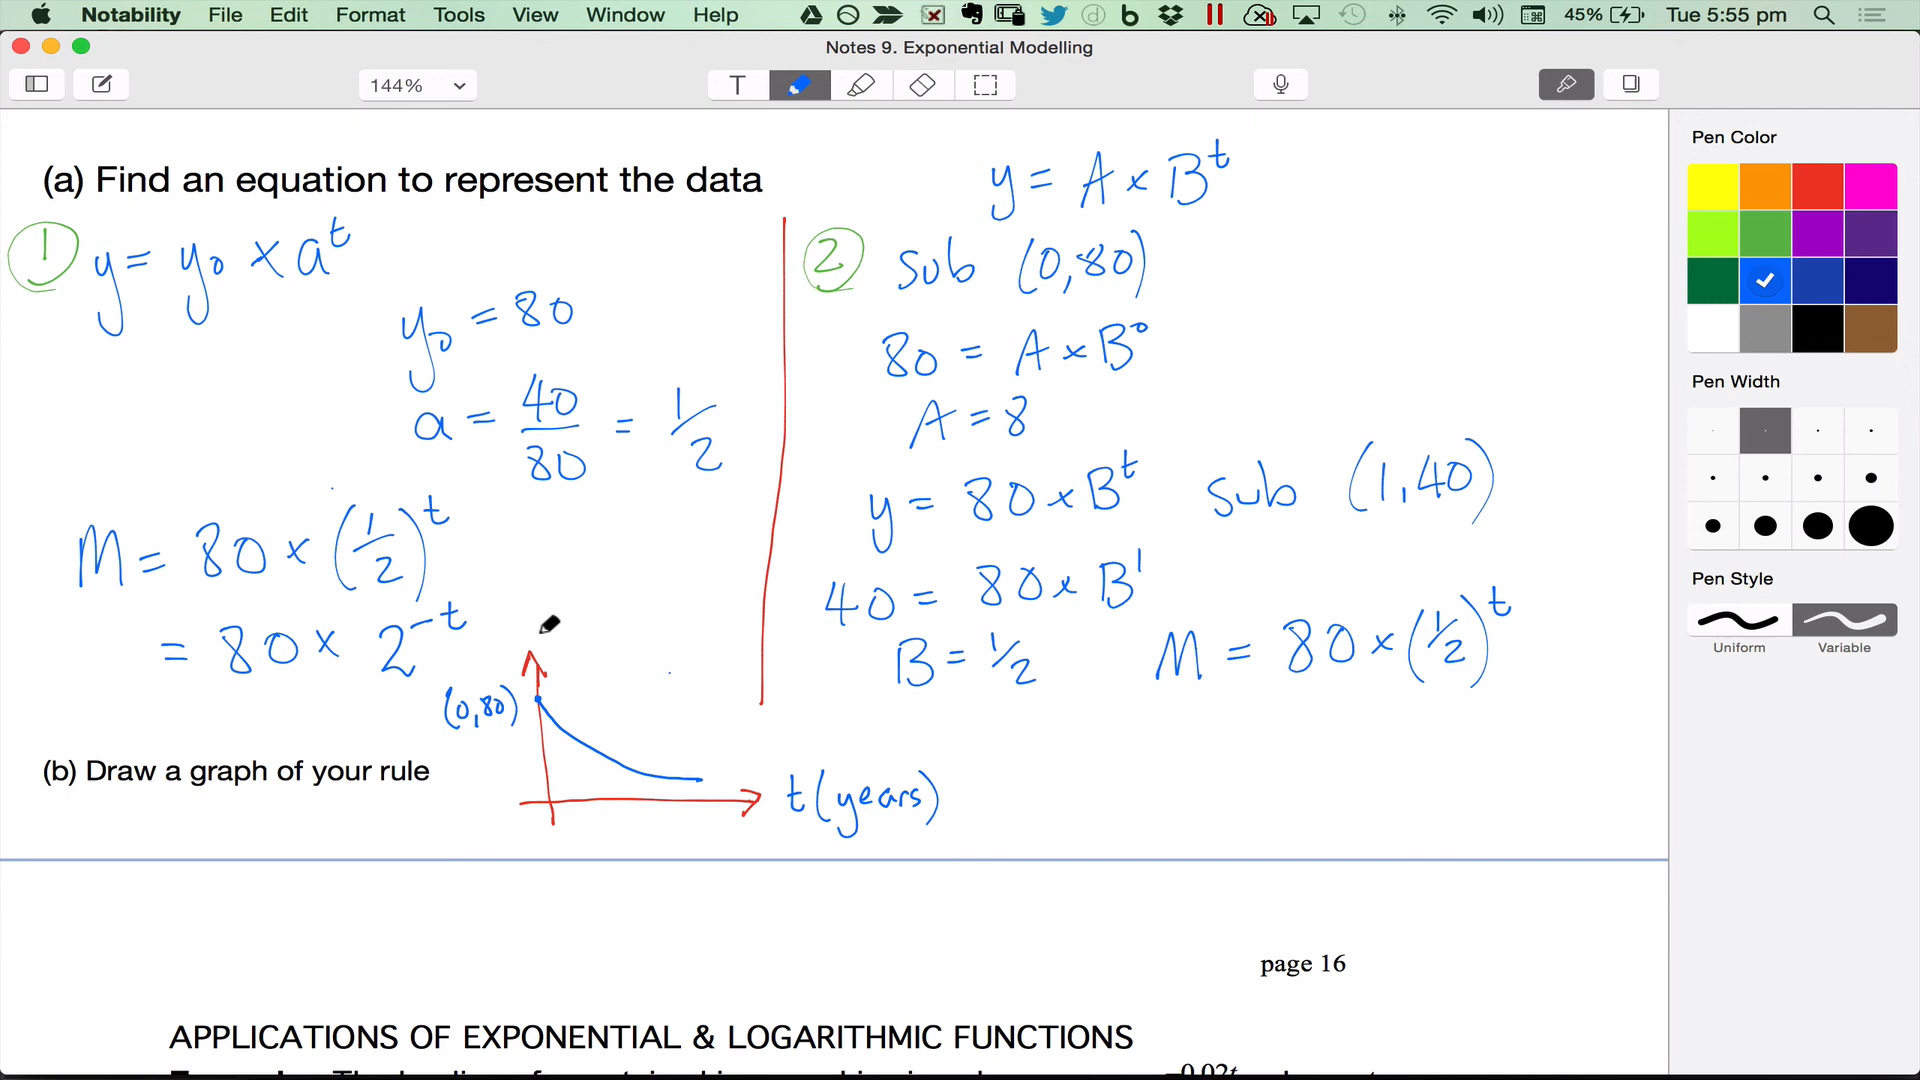 Notability File Edit Format Tools View Window Help 45% Tue 5:55 pm
Notes 9. Exponential Modelling
144% T
(a) Find an equation to represent the data
① y = y₀ × aᵗ
y₀ = 80
a = 40/80 = 1/2
M = 80 × (1/2)ᵗ
= 80 × 2⁻ᵗ
y = A × Bᵗ
② sub (0,80)
80 = A × B⁰
A = 8
y = 80 × Bᵗ sub (1,40)
40 = 80 × B¹
B = 1/2 M = 80 × (1/2)ᵗ
(0,80)
(b) Draw a graph of your rule
t (years)
page 16
APPLICATIONS OF EXPONENTIAL & LOGARITHMIC FUNCTIONS
Pen Color
Pen Width
Pen Style
Uniform Variable